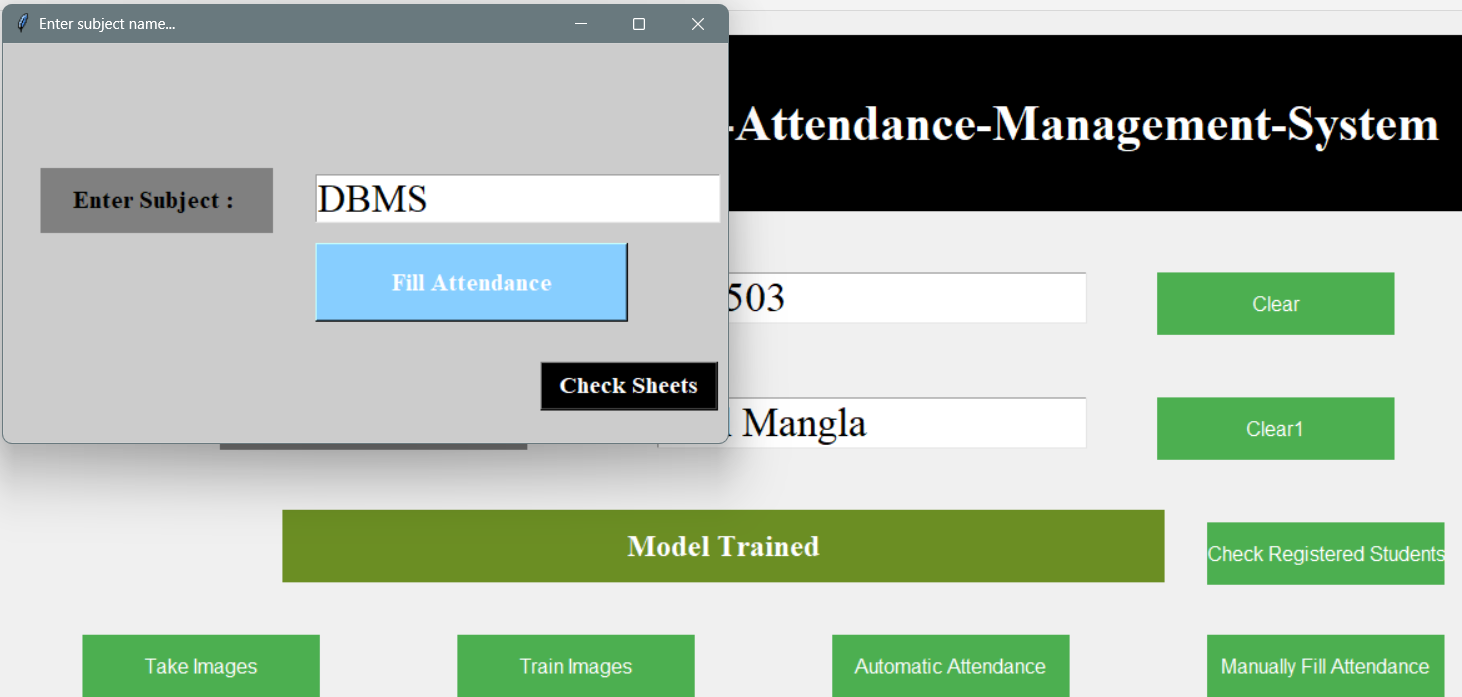 Enter subject name...
-Attendance-Management-System
Enter Subject :
DBMS
Fill Attendance
503
Clear
Check Sheets
Mangla
Clear1
Model Trained
Check Registered Students
Take Images
Train Images
Automatic Attendance
Manually Fill Attendance